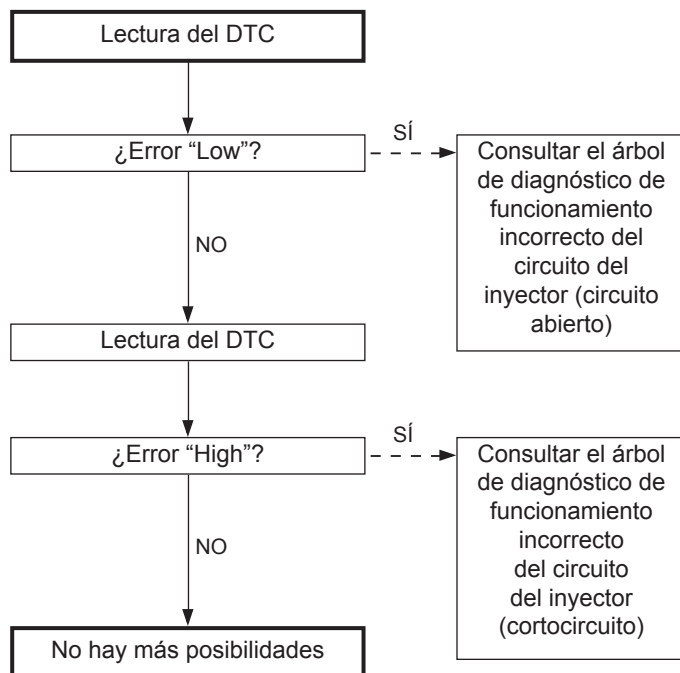 Lectura del DTC
¿Error “Low”?
SÍ
Consultar el árbol
de diagnóstico de
funcionamiento
incorrecto del
circuito del
inyector (circuito
abierto)
NO
Lectura del DTC
¿Error “High”?
SÍ
Consultar el árbol
de diagnóstico de
funcionamiento
incorrecto
del circuito
del inyector
(cortocircuito)
NO
No hay más posibilidades